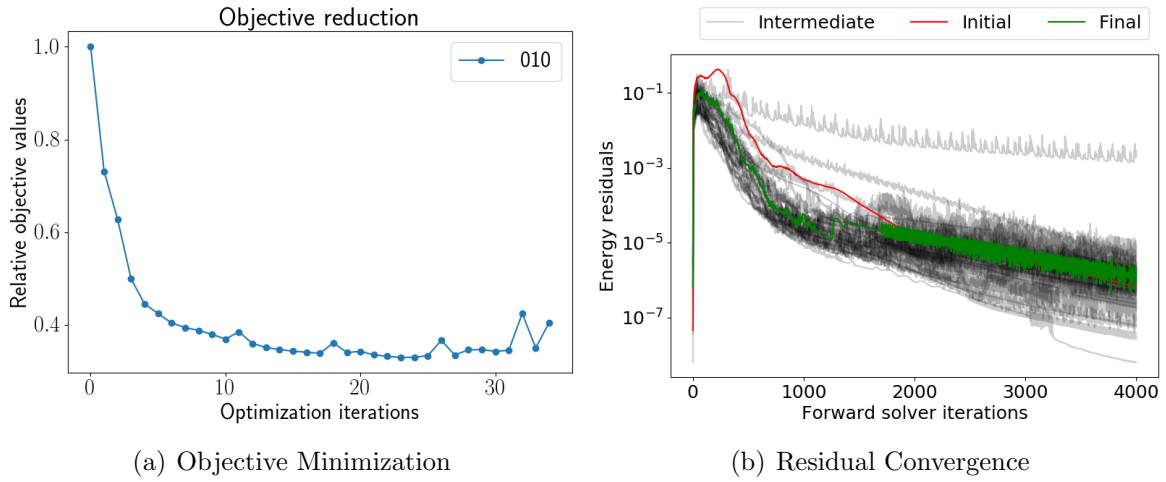 Objective reduction
010
1.0
0.8
0.6
0.4
Relative objective values
0
10
20
30
Optimization iterations
(a) Objective Minimization
Intermediate Initial Final
10⁻¹
10⁻³
10⁻⁵
10⁻⁷
Energy residuals
0 1000 2000 3000 4000
Forward solver iterations
(b) Residual Convergence